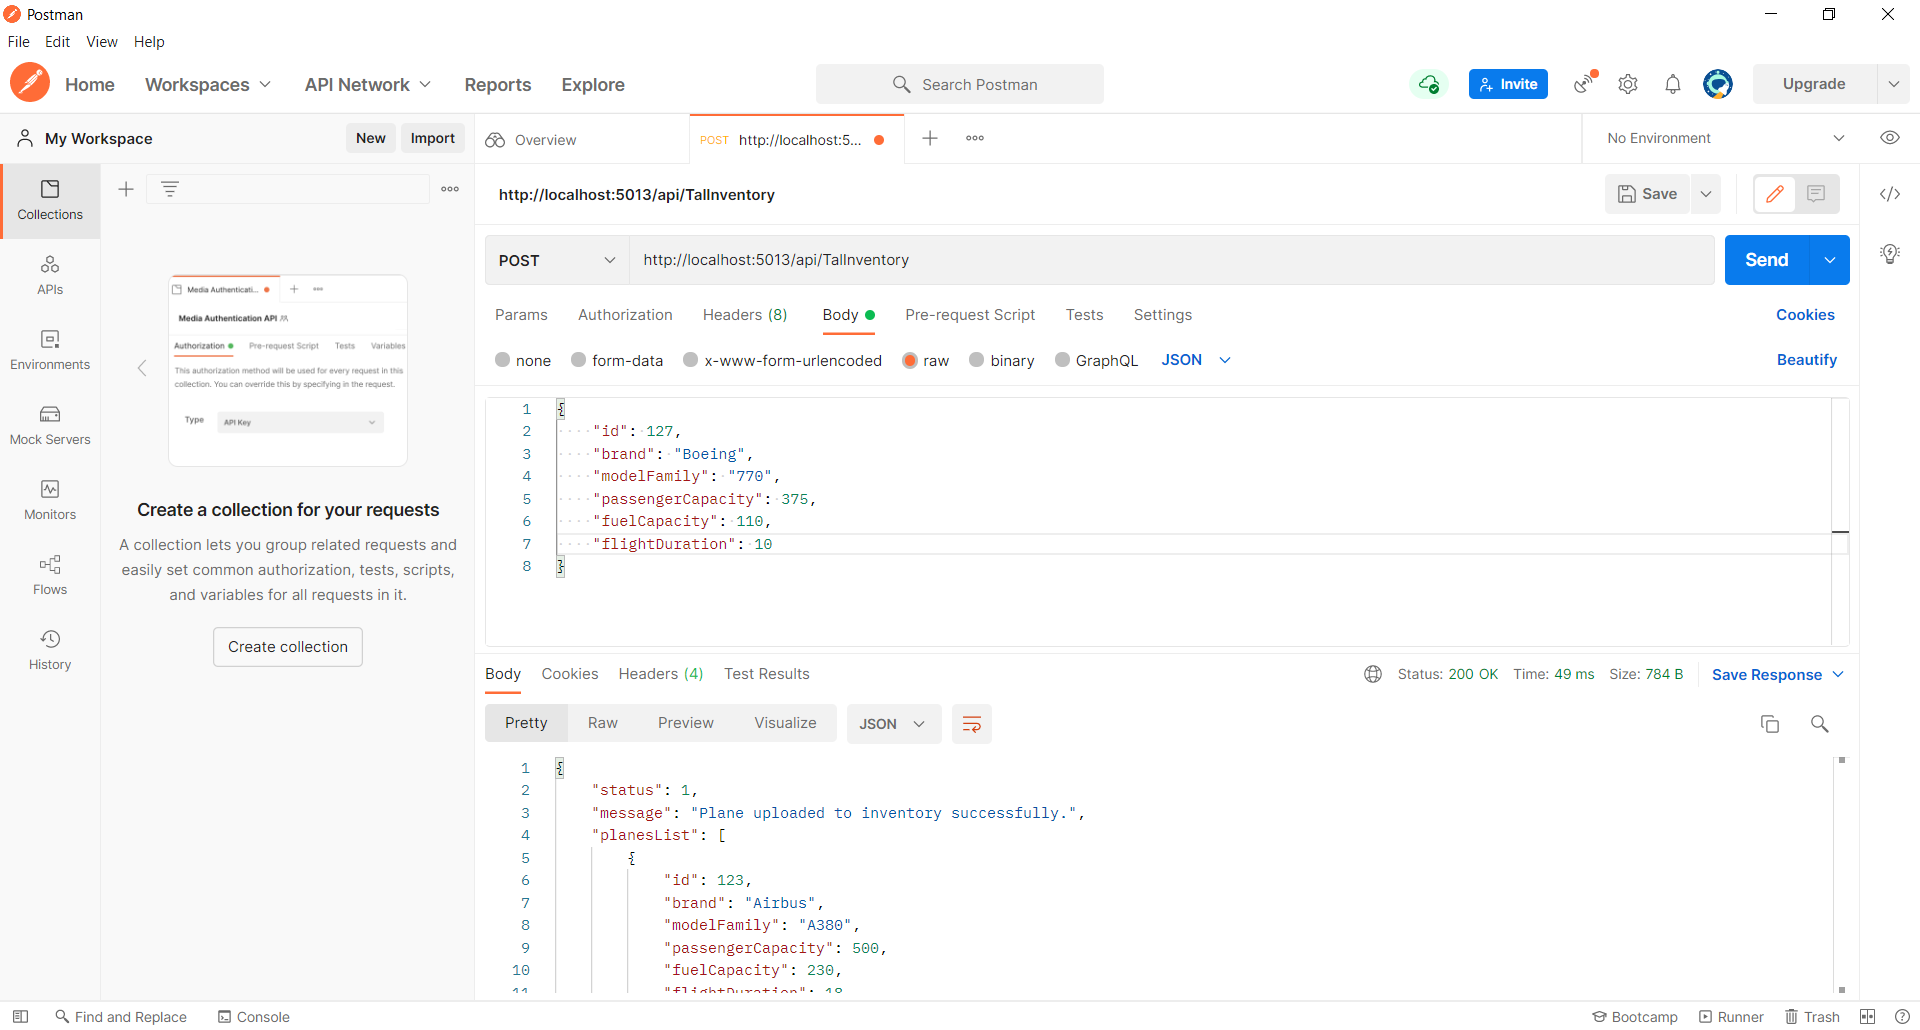 Postman
File Edit View Help
Home Workspaces API Network Reports Explore Search Postman Invite Upgrade
My Workspace New Import Overview POST http://localhost:5... No Environment
Collections
APIs
Environments
Mock Servers
Monitors
Flows
History
Media Authenticati...
Media Authentication API
Authorization Pre-request Script Tests Variables
This authorization method will be used for every request in this
collection. You can override this by specifying in the request.
Type API Key
Create a collection for your requests
A collection lets you group related requests and
easily set common authorization, tests, scripts,
and variables for all requests in it.
Create collection
http://localhost:5013/api/TalInventory Save
POST http://localhost:5013/api/TalInventory Send
Params Authorization Headers (8) Body Pre-request Script Tests Settings Cookies
none form-data x-www-form-urlencoded raw binary GraphQL JSON Beautify
1 {
2 "id": 127,
3 "brand": "Boeing",
4 "modelFamily": "770",
5 "passengerCapacity": 375,
6 "fuelCapacity": 110,
7 "flightDuration": 10
8 }
Body Cookies Headers (4) Test Results Status: 200 OK Time: 49 ms Size: 784 B Save Response
Pretty Raw Preview Visualize JSON
1 {
2 "status": 1,
3 "message": "Plane uploaded to inventory successfully.",
4 "planesList": [
5 {
6 "id": 123,
7 "brand": "Airbus",
8 "modelFamily": "A380",
9 "passengerCapacity": 500,
10 "fuelCapacity": 230,
11 "flightDuration": 18
Find and Replace Console Bootcamp Runner Trash